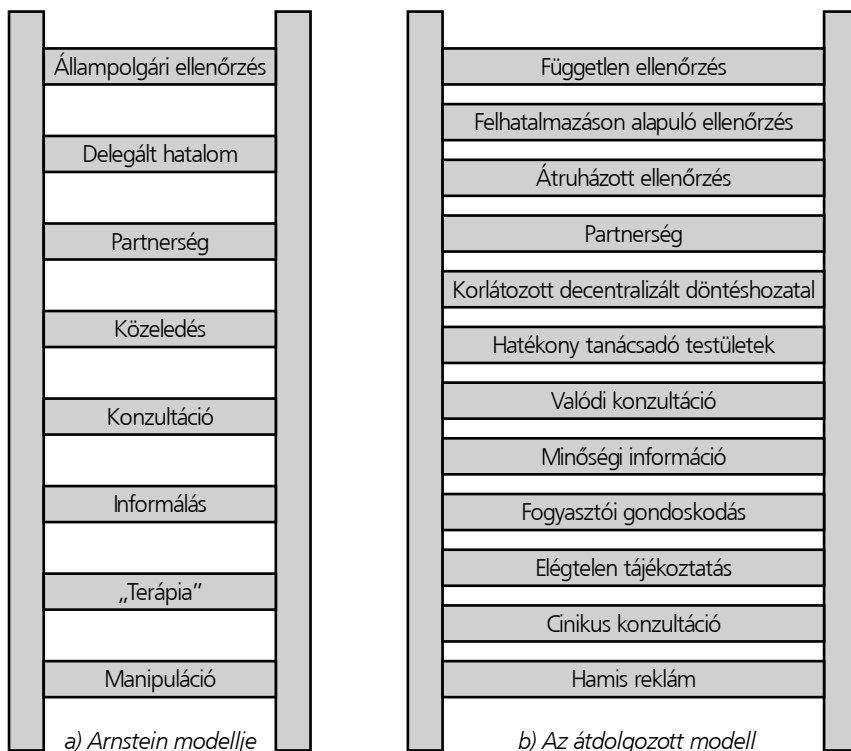 Állampolgári ellenőrzés
Delegált hatalom
Partnerség
Közeledés
Konzultáció
Informálás
„Terápia”
Manipuláció
a) Arnstein modellje
Független ellenőrzés
Felhatalmazáson alapuló ellenőrzés
Átruházott ellenőrzés
Partnerség
Korlátozott decentralizált döntéshozatal
Hatékony tanácsadó testületek
Valódi konzultáció
Minőségi információ
Fogyasztói gondoskodás
Elégtelen tájékoztatás
Cinikus konzultáció
Hamis reklám
b) Az átdolgozott modell